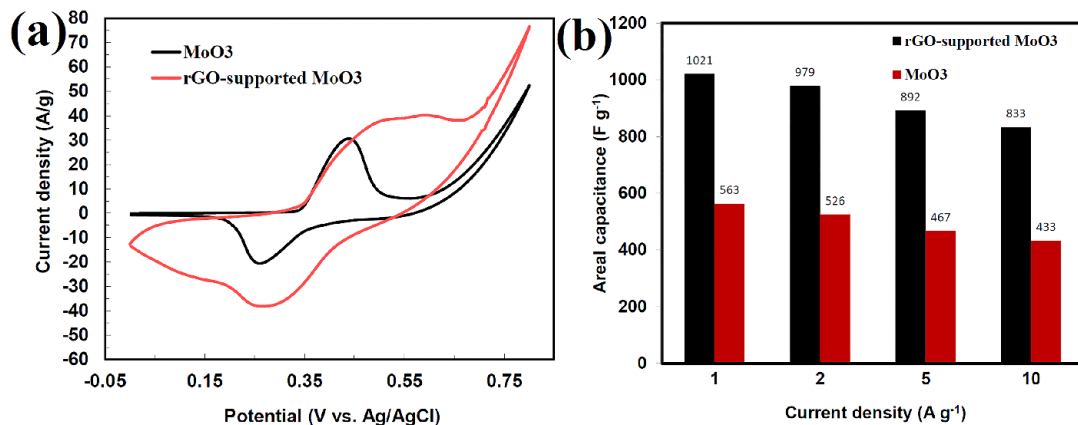 (a)
MoO3
rGO-supported MoO3
Current density (A/g)
80
70
60
50
40
30
20
10
0
-10
-20
-30
-40
-50
-60
-0.05 0.15 0.35 0.55 0.75
Potential (V vs. Ag/AgCl)
(b)
rGO-supported MoO3
MoO3
Areal capacitance (F g-1)
1200
1000
800
600
400
200
0
1021 979 892 833
563 526 467 433
1 2 5 10
Current density (A g-1)